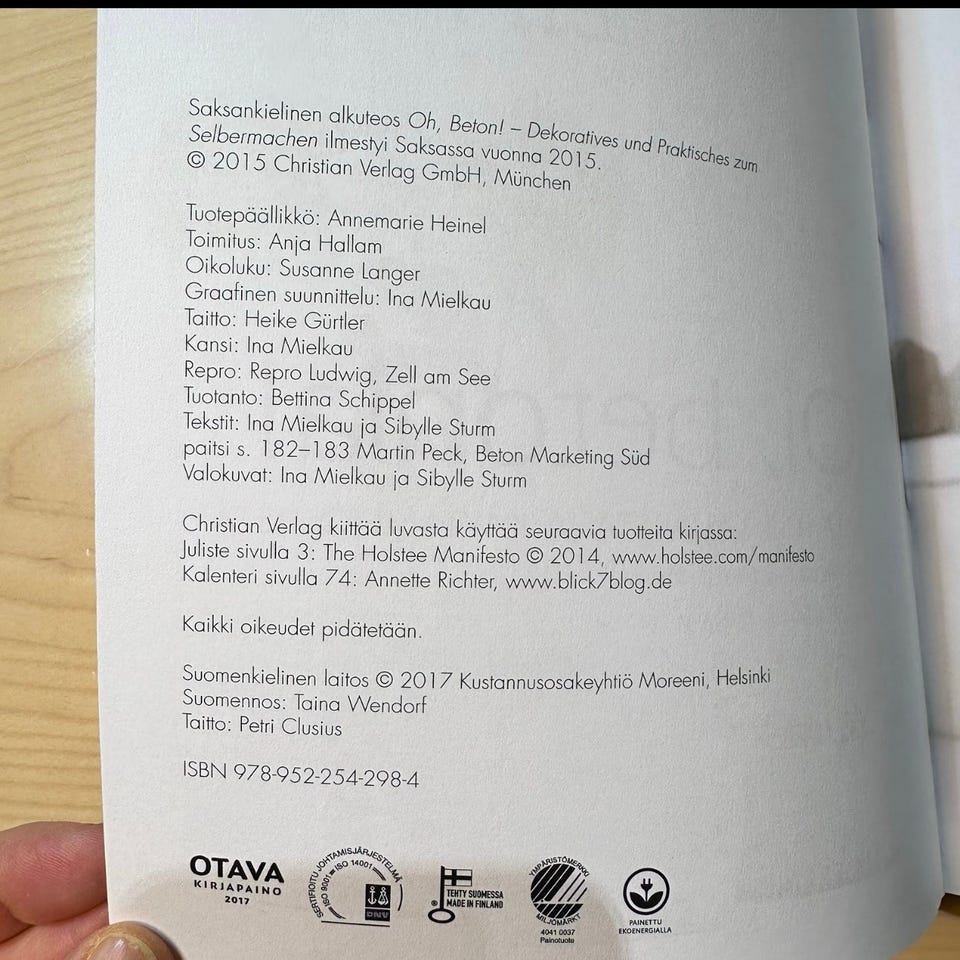 Saksankielinen alkuteos Oh, Beton! – Dekoratives und Praktisches zum
Selbermachen ilmestyi Saksassa vuonna 2015.
© 2015 Christian Verlag GmbH, München
Tuotepäällikkö: Annemarie Heinel
Toimitus: Anja Hallam
Oikoluku: Susanne Langer
Graafinen suunnittelu: Ina Mielkau
Taitto: Heike Gürtler
Kansi: Ina Mielkau
Repro: Repro Ludwig, Zell am See
Tuotanto: Bettina Schippel
Tekstit: Ina Mielkau ja Sibylle Sturm
paitsi s. 182–183 Martin Peck, Beton Marketing Süd
Valokuvat: Ina Mielkau ja Sibylle Sturm
Christian Verlag kiittää luvasta käyttää seuraavia tuotteita kirjassa:
Juliste sivulla 3: The Holstee Manifesto © 2014, www.holstee.com/manifesto
Kalenteri sivulla 74: Annette Richter, www.blick7blog.de
Kaikki oikeudet pidätetään.
Suomenkielinen laitos © 2017 Kustannusosakeyhtiö Moreeni, Helsinki
Suomennos: Taina Wendorf
Taitto: Petri Clusius
ISBN 978-952-254-298-4
OTAVA
KIRJAPAINO
2017
SERTIFIOITU JOHTAMISJÄRJESTELMÄ
ISO 9001 ISO 14001
DNV
TEHTY SUOMESSA
MADE IN FINLAND
YMPÄRISTÖMERKKI
MILJÖMÄRKT
4041 0037
Painotuote
PAINETTU
EKOENERGIALLA